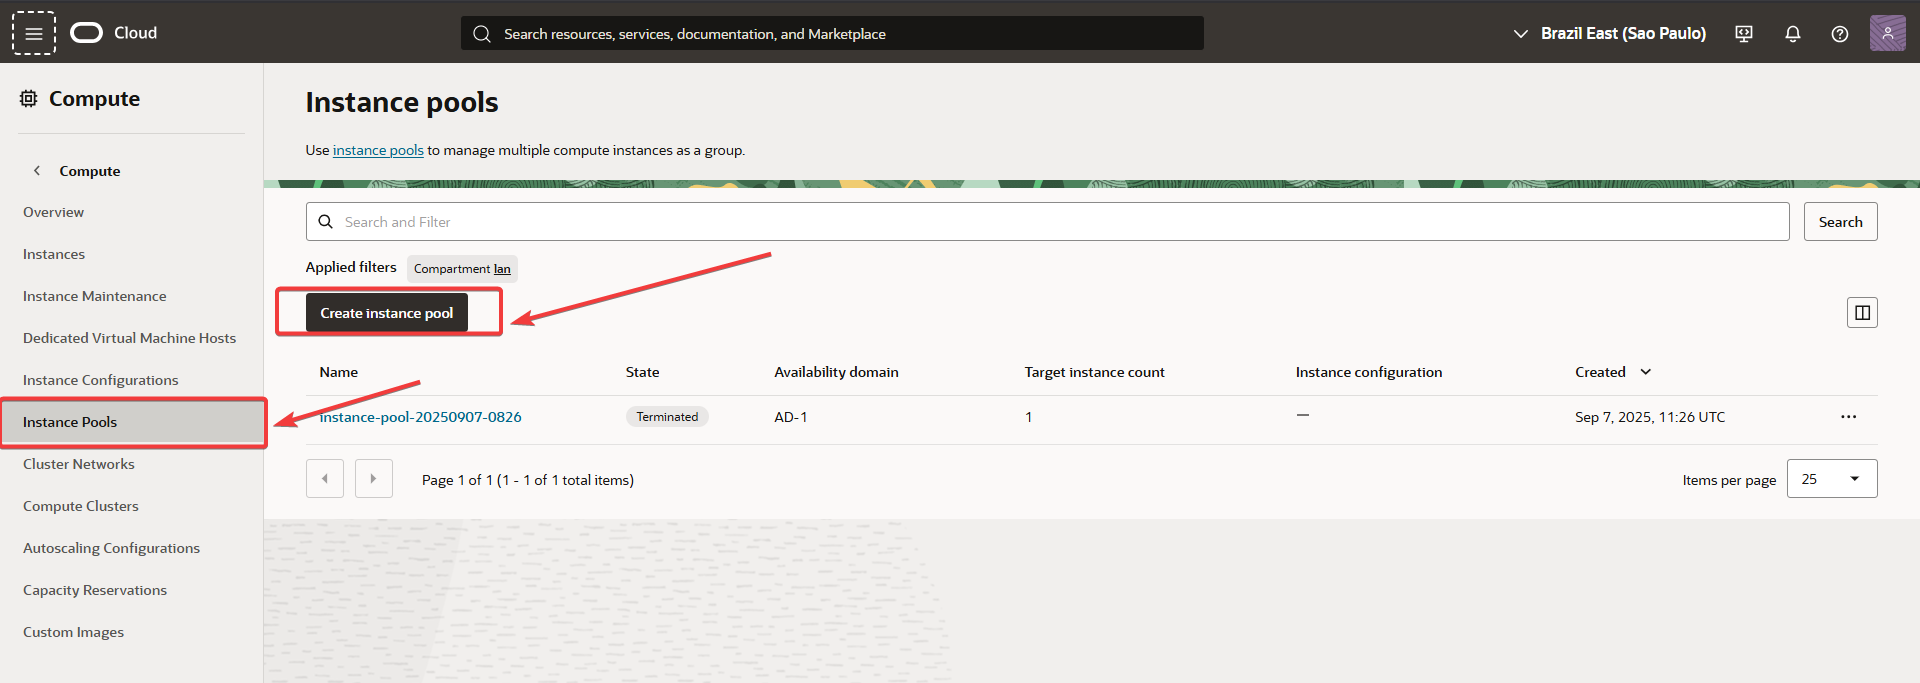 Cloud
Search resources, services, documentation, and Marketplace
Brazil East (Sao Paulo)
Compute
Compute
Overview
Instances
Instance Maintenance
Dedicated Virtual Machine Hosts
Instance Configurations
Instance Pools
Cluster Networks
Compute Clusters
Autoscaling Configurations
Capacity Reservations
Custom Images
Instance pools
Use instance pools to manage multiple compute instances as a group.
Search and Filter
Search
Applied filters Compartment lan
Create instance pool
Name State Availability domain Target instance count Instance configuration Created
instance-pool-20250907-0826 Terminated AD-1 1 — Sep 7, 2025, 11:26 UTC
Page 1 of 1 (1 - 1 of 1 total items)
Items per page 25